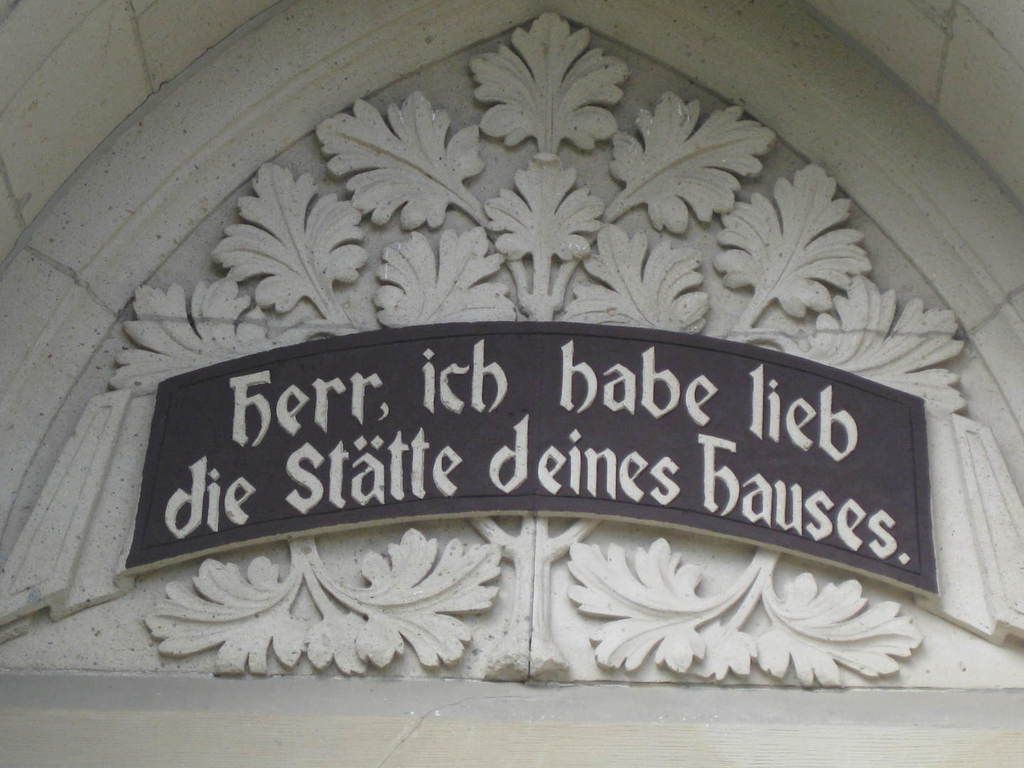 Herr, ich habe lieb
die Stätte deines Hauses.